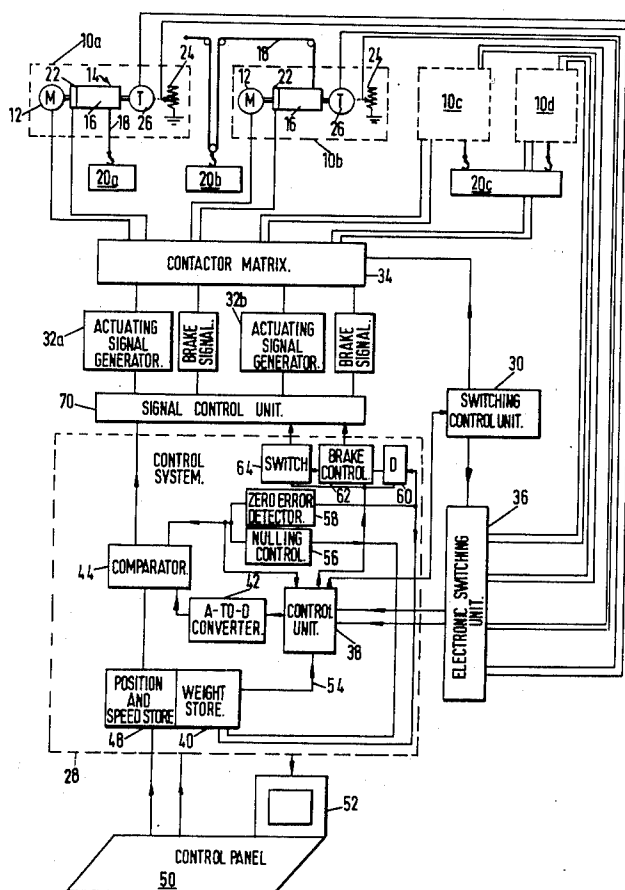 10a
24
22
14
18
12
M
16
T
18
26
20a
24
12
22
M
16
T
26
10b
20b
10c
10d
20c
CONTACTOR MATRIX.
34
32a
ACTUATING
SIGNAL
GENERATOR.
BRAKE
SIGNAL.
32b
ACTUATING
SIGNAL
GENERATOR.
BRAKE
SIGNAL.
30
SWITCHING
CONTROL
UNIT.
70
SIGNAL CONTROL UNIT.
CONTROL
SYSTEM.
64
SWITCH
BRAKE
CONTROL
D
62
60
36
ZERO ERROR
DETECTOR.
58
NULLING
CONTROL.
56
44
COMPARATOR.
42
A-TO-D
CONVERTER.
CONTROL
UNIT.
38
ELECTRONIC SWITCHING
UNIT.
54
POSITION
AND
SPEED STORE
WEIGHT
STORE.
48
40
28
52
CONTROL PANEL
50